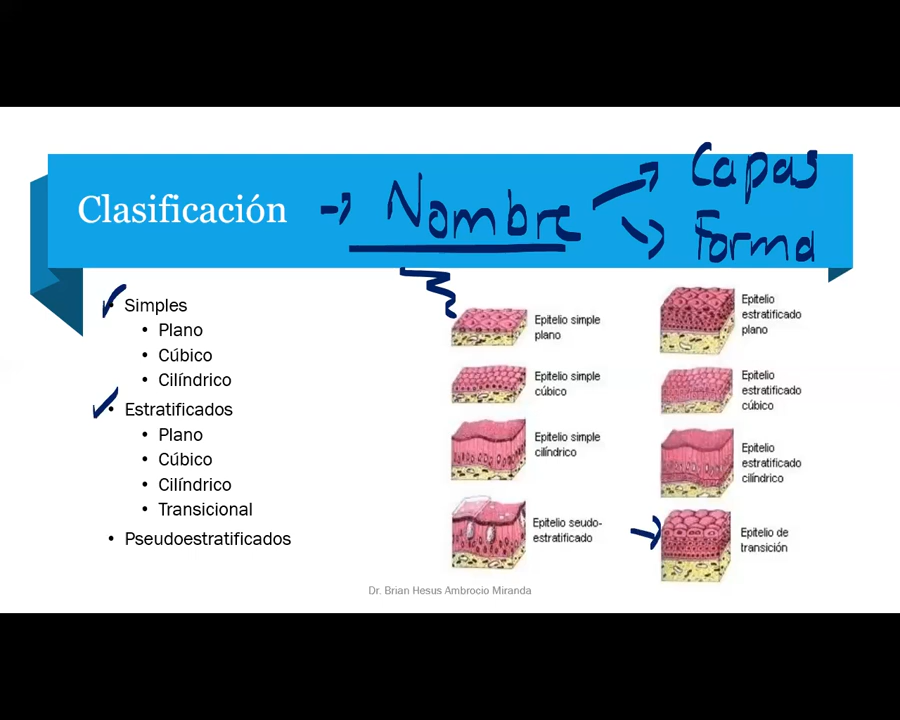 Clasificación → Nombre → Capas
→ Forma
• Simples
• Plano
• Cúbico
• Cilíndrico
• Estratificados
• Plano
• Cúbico
• Cilíndrico
• Transicional
• Pseudoestratificados
Epitelio simple
plano
Epitelio simple
cúbico
Epitelio simple
cilíndrico
Epitelio seudo-
estratificado
Epitelio
estratificado
plano
Epitelio
estratificado
cúbico
Epitelio
estratificado
cilíndrico
Epitelio de
transición
Dr. Brian Hesus Ambrocio Miranda